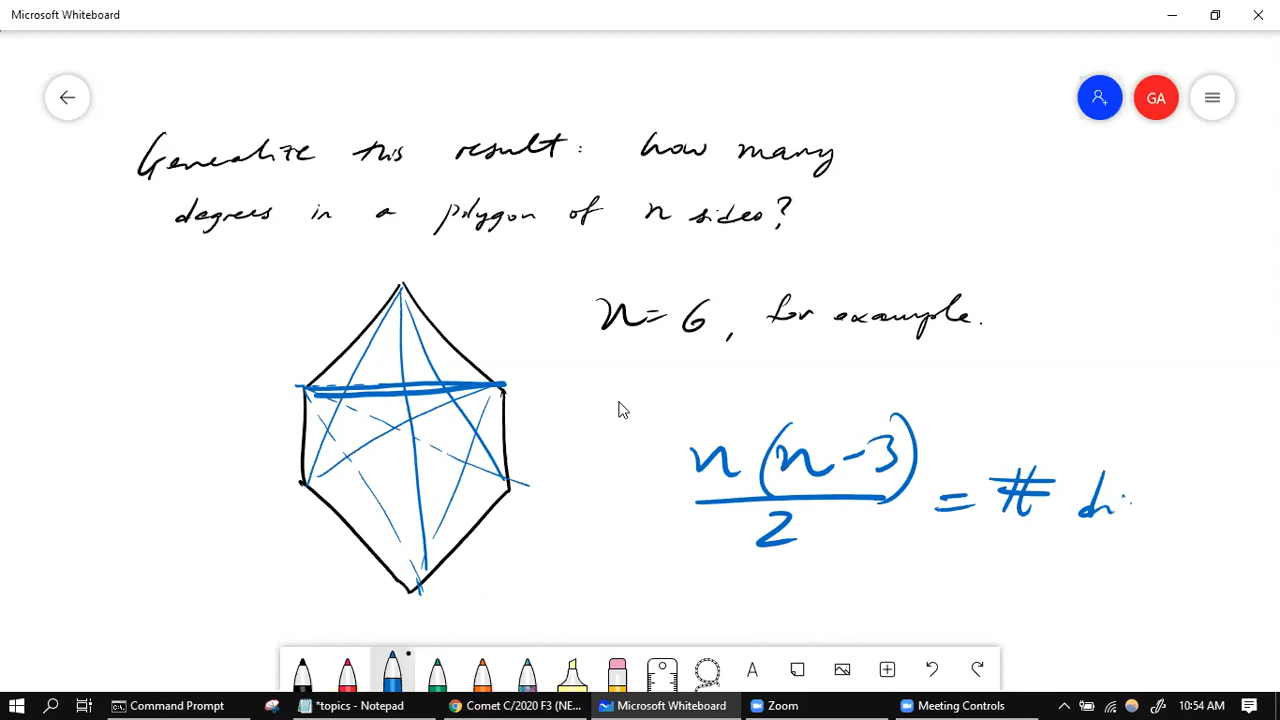 Microsoft Whiteboard
GA
Generalize this result: how many
degrees in a polygon of n sides?
n=6, for example.
n(n-3)
2
= # di
A
Command Prompt
*topics - Notepad
Comet C/2020 F3 (NE...
Microsoft Whiteboard
Zoom
Meeting Controls
10:54 AM